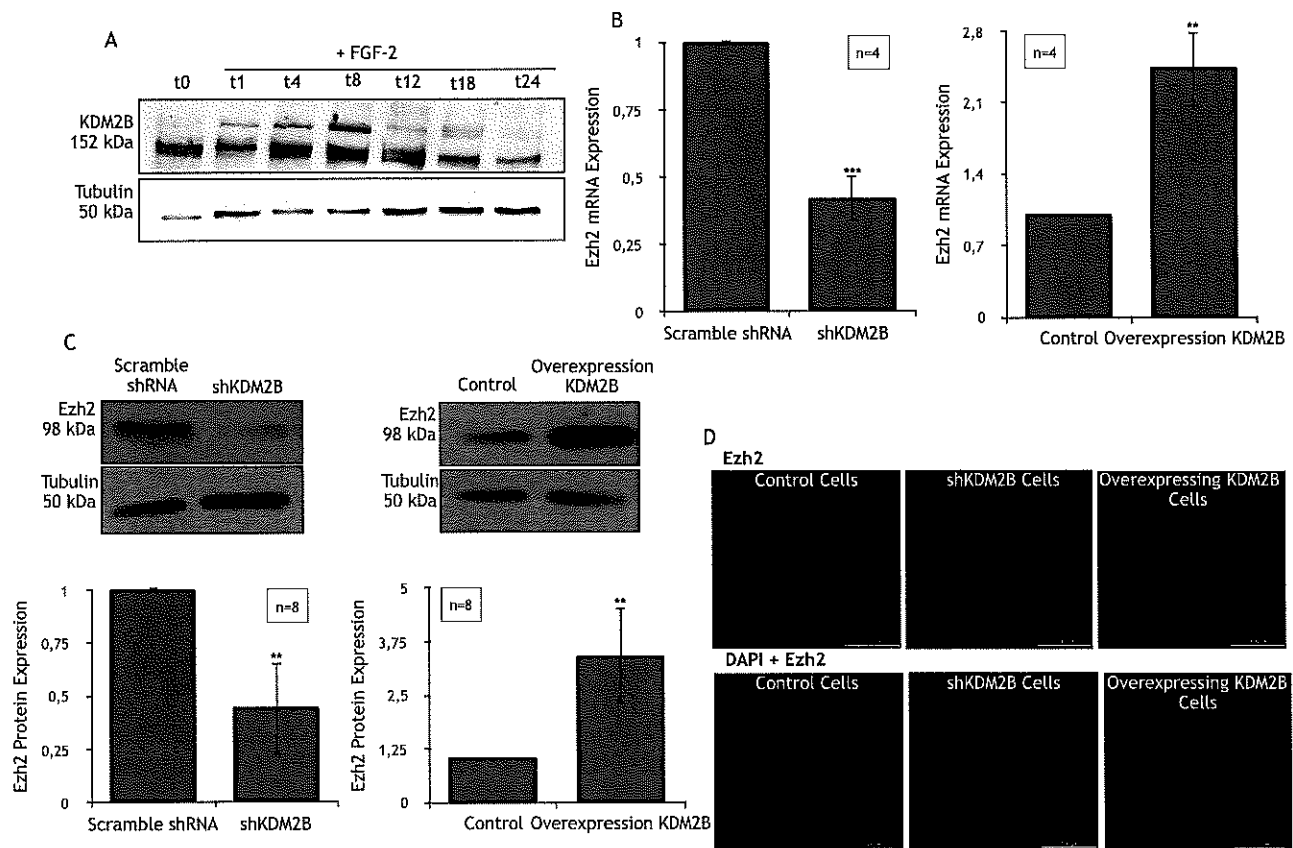 A
+ FGF-2
t0 t1 t4 t8 t12 t18 t24
KDM2B
152 kDa
Tubulin
50 kDa
B
Ezh2 mRNA Expression
1
0,75
0,5
0,25
0
n=4
***
Scramble shRNA shKDM2B
Ezh2 mRNA Expression
2,8
2,1
1,4
0,7
0
n=4
**
Control Overexpression KDM2B
C
Scramble
shRNA shKDM2B
Ezh2
98 kDa
Tubulin
50 kDa
Control Overexpression
KDM2B
Ezh2
98 kDa
Tubulin
50 kDa
Ezh2 Protein Expression
1
0,75
0,5
0,25
0
n=8
**
Scramble shRNA shKDM2B
Ezh2 Protein Expression
5
3,75
2,5
1,25
0
n=8
**
Control Overexpression KDM2B
D
Ezh2
Control Cells shKDM2B Cells Overexpressing KDM2B
Cells
DAPI + Ezh2
Control Cells shKDM2B Cells Overexpressing KDM2B
Cells